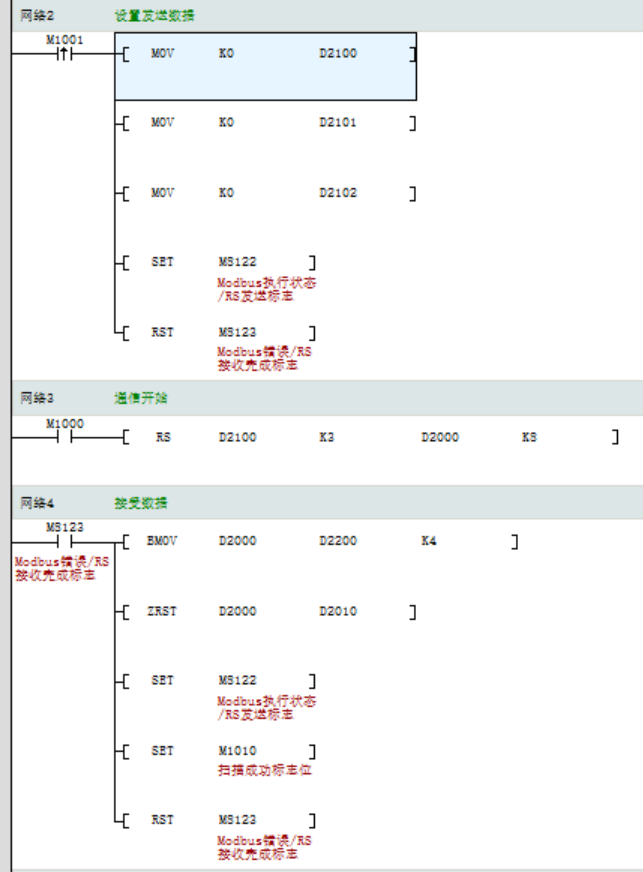 网络2 设置发送数据
M1001
MOV K0 D2100
MOV K0 D2101
MOV K0 D2102
SET MS122
Modbus执行状态
/RS发送标志
RST MS123
Modbus错误/RS
接收完成标志
网络3 通信开始
M1000
RS D2100 K3 D2000 K8
网络4 接受数据
MS123
Modbus错误/RS
接收完成标志
BMOV D2000 D2200 K4
ZRST D2000 D2010
SET MS122
Modbus执行状态
/RS发送标志
SET M1010
扫描成功标志位
RST MS123
Modbus错误/RS
接收完成标志